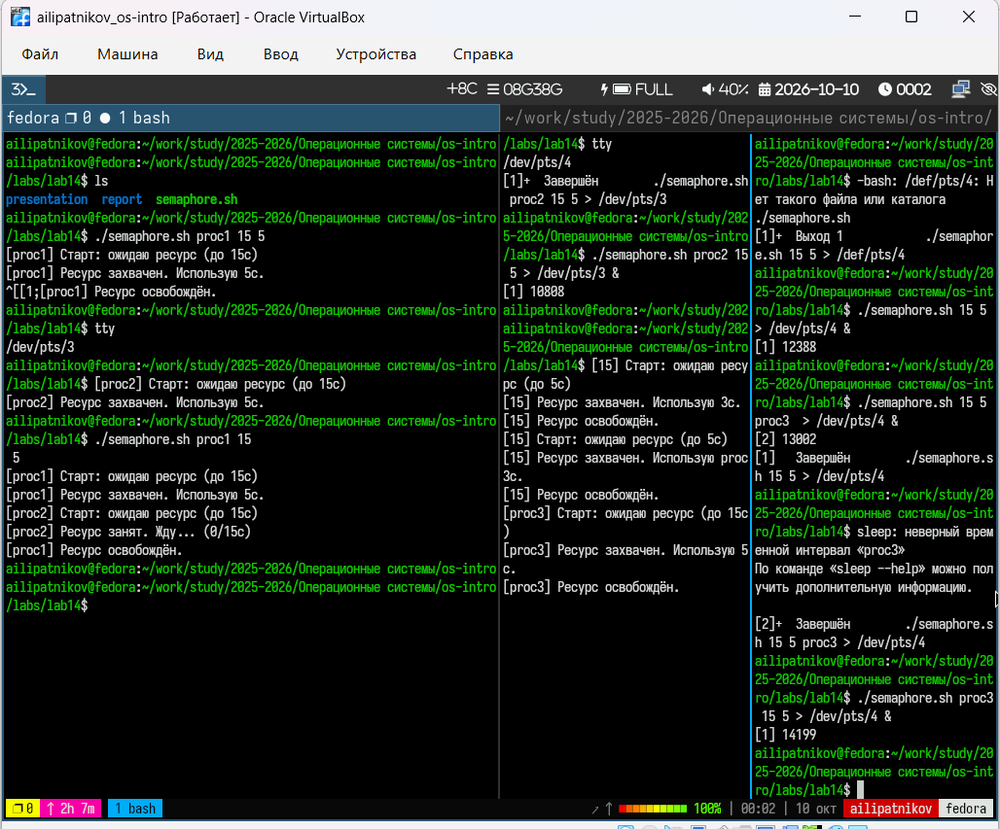 ailipatnikov_os-intro [Работает] - Oracle VirtualBox
Файл Машина Вид Ввод Устройства Справка
3>_ +8C 08G38G FULL 40% 2026-10-10 0002
fedora 0 ● 1 bash
~/work/study/2025-2026/Операционные системы/os-intro/
ailipatnikov@fedora:~/work/study/2025-2026/Операционные системы/os-intro
ailipatnikov@fedora:~/work/study/2025-2026/Операционные системы/os-intro
/labs/lab14$ ls
presentation report semaphore.sh
ailipatnikov@fedora:~/work/study/2025-2026/Операционные системы/os-intro
/labs/lab14$ ./semaphore.sh proc1 15 5
[proc1] Старт: ожидаю ресурс (до 15с)
[proc1] Ресурс захвачен. Использую 5с.
^[[1;[proc1] Ресурс освобождён.
ailipatnikov@fedora:~/work/study/2025-2026/Операционные системы/os-intro
/labs/lab14$ tty
/dev/pts/3
ailipatnikov@fedora:~/work/study/2025-2026/Операционные системы/os-intro
/labs/lab14$ [proc2] Старт: ожидаю ресурс (до 15с)
[proc2] Ресурс захвачен. Использую 5с.
ailipatnikov@fedora:~/work/study/2025-2026/Операционные системы/os-intro
/labs/lab14$ ./semaphore.sh proc1 15
5
[proc1] Старт: ожидаю ресурс (до 15с)
[proc1] Ресурс захвачен. Использую 5с.
[proc2] Старт: ожидаю ресурс (до 15с)
[proc2] Ресурс занят. Жду... (0/15с)
[proc1] Ресурс освобождён.
ailipatnikov@fedora:~/work/study/2025-2026/Операционные системы/os-intro
ailipatnikov@fedora:~/work/study/2025-2026/Операционные системы/os-intro
/labs/lab14$
/labs/lab14$ tty
/dev/pts/4
[1]+ Завершён ./semaphore.sh
proc2 15 5 > /dev/pts/3
ailipatnikov@fedora:~/work/study/202
5-2026/Операционные системы/os-intro
/labs/lab14$ ./semaphore.sh proc2 15
5 > /dev/pts/3 &
[1] 10808
ailipatnikov@fedora:~/work/study/202
ailipatnikov@fedora:~/work/study/202
5-2026/Операционные системы/os-intro
/labs/lab14$ [15] Старт: ожидаю ресу
рс (до 5с)
[15] Ресурс захвачен. Использую 3с.
[15] Ресурс освобождён.
[15] Старт: ожидаю ресурс (до 5с)
[15] Ресурс захвачен. Использую proc
3с.
[15] Ресурс освобождён.
[proc3] Старт: ожидаю ресурс (до 15с
)
[proc3] Ресурс захвачен. Использую 5
с.
[proc3] Ресурс освобождён.
ailipatnikov@fedora:~/work/study/20
25-2026/Операционные системы/os-int
ro/labs/lab14$ -bash: /def/pts/4: Н
ет такого файла или каталога
./semaphore.sh
[1]+ Выход 1 ./semaphor
e.sh 15 5 > /def/pts/4
ailipatnikov@fedora:~/work/study/20
25-2026/Операционные системы/os-int
ro/labs/lab14$ ./semaphore.sh 15 5
> /dev/pts/4 &
[1] 12388
ailipatnikov@fedora:~/work/study/20
25-2026/Операционные системы/os-int
ro/labs/lab14$ ./semaphore.sh 15 5
proc3 > /dev/pts/4 &
[2] 13002
[1] Завершён ./semaphore.s
h 15 5 > /dev/pts/4
ailipatnikov@fedora:~/work/study/20
25-2026/Операционные системы/os-int
ro/labs/lab14$ sleep: неверный врем
енной интервал «proc3»
По команде «sleep --help» можно пол
учить дополнительную информацию.
[2]+ Завершён ./semaphore.s
h 15 5 proc3 > /dev/pts/4
ailipatnikov@fedora:~/work/study/20
25-2026/Операционные системы/os-int
ro/labs/lab14$ ./semaphore.sh proc3
15 5 > /dev/pts/4 &
[1] 14199
ailipatnikov@fedora:~/work/study/20
25-2026/Операционные системы/os-int
ro/labs/lab14$
0 ↑ 2h 7m 1 bash ↑ 100% | 00:02 | 10 окт ailipatnikov fedora